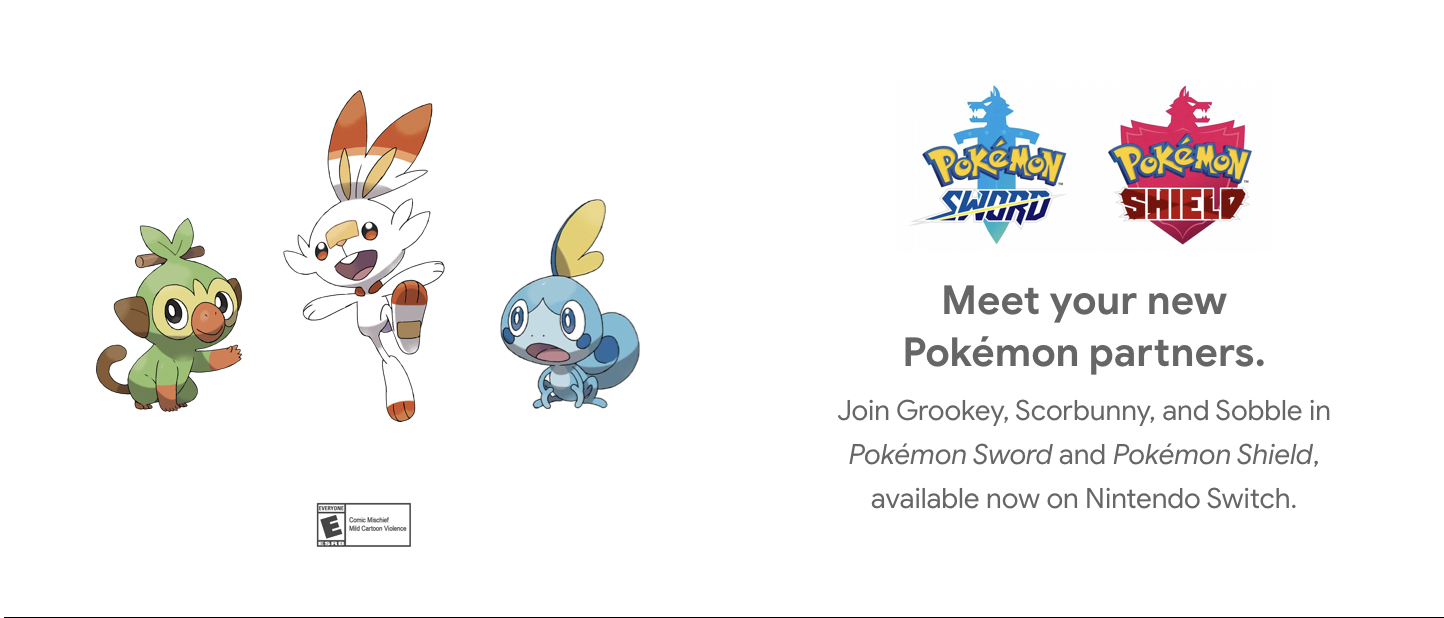 POKéMON
SWORD
POKéMON
SHIELD
Meet your new
Pokémon partners.
Join Grookey, Scorbunny, and Sobble in
Pokémon Sword and Pokémon Shield,
available now on Nintendo Switch.
EVERYONE
E
ESRB
Comic Mischief
Mild Cartoon Violence